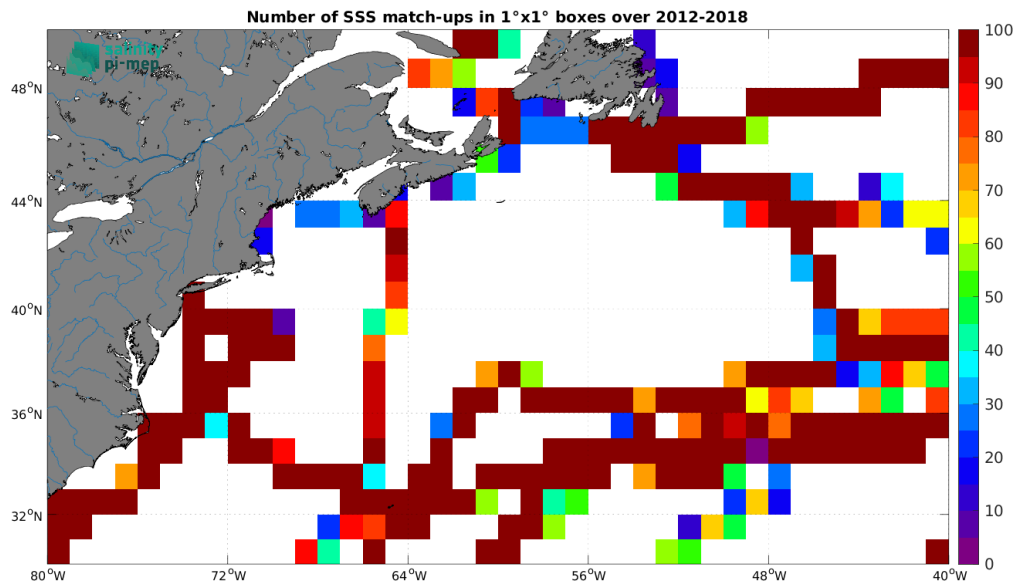 Number of SSS match-ups in 1°x1° boxes over 2012-2018
salinity
pi-mep
48°N
44°N
40°N
36°N
32°N
80°W 72°W 64°W 56°W 48°W 40°W
100
90
80
70
60
50
40
30
20
10
0